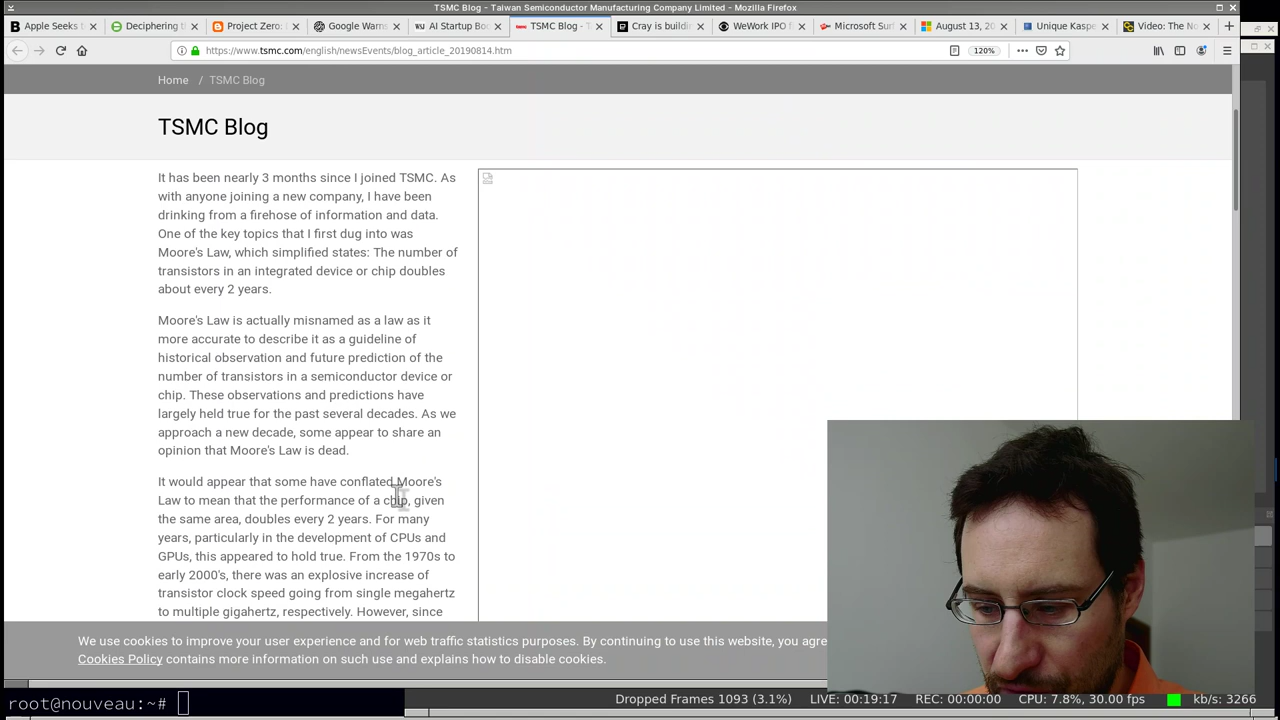 TSMC Blog - Taiwan Semiconductor Manufacturing Company Limited - Mozilla Firefox
Apple Seeks t
Deciphering t
Project Zero:
Google Warns
AI Startup Bo
TSMC Blog - T
Cray is buildin
WeWork IPO f
Microsoft Surf
August 13, 20
Unique Kaspe
Video: Very
https://www.tsmc.com/english/newsEvents/blog_article_20190814.htm
120%
Home / TSMC Blog
TSMC Blog
It has been nearly 3 months since I joined TSMC. As
with anyone joining a new company, I have been
drinking from a firehose of information and data.
One of the key topics that I first dug into was
Moore's Law, which simplified states: The number of
transistors in an integrated device or chip doubles
about every 2 years.
Moore's Law is actually misnamed as a law as it
more accurate to describe it as a guideline of
historical observation and future prediction of the
number of transistors in a semiconductor device or
chip. These observations and predictions have
largely held true for the past several decades. As we
approach a new decade, some appear to share an
opinion that Moore's Law is dead.
It would appear that some have conflated Moore's
Law to mean that the performance of a chip, given
the same area, doubles every 2 years. For many
years, particularly in the development of CPUs and
GPUs, this appeared to hold true. From the 1970s to
early 2000's, there was an explosive increase of
transistor clock speed going from single megahertz
to multiple gigahertz, respectively. However, since
We use cookies to improve your user experience and for web traffic statistics purposes. By continuing to use this website, you agre
Cookies Policy contains more information on such use and explains how to disable cookies.
root@nouveau:~#
Dropped Frames 1093 (3.1%) LIVE: 00:19:17 REC: 00:00:00 CPU: 7.8%, 30.00 fps kb/s: 3266